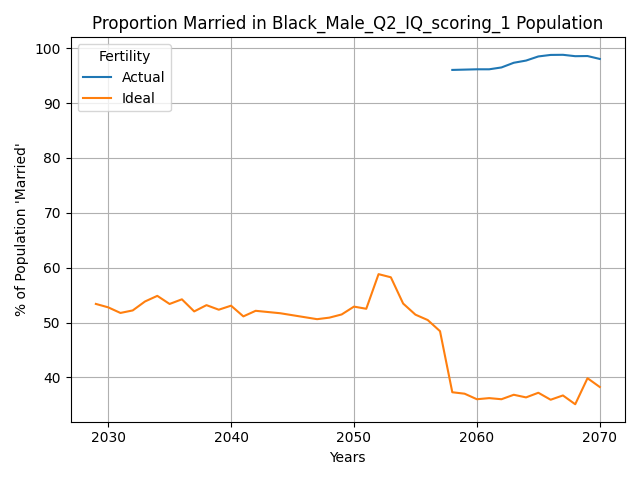 Proportion Married in Black_Male_Q2_IQ_scoring_1 Population
Fertility
Actual
Ideal
% of Population 'Married'
100
90
80
70
60
50
40
2030
2040
2050
2060
2070
Years